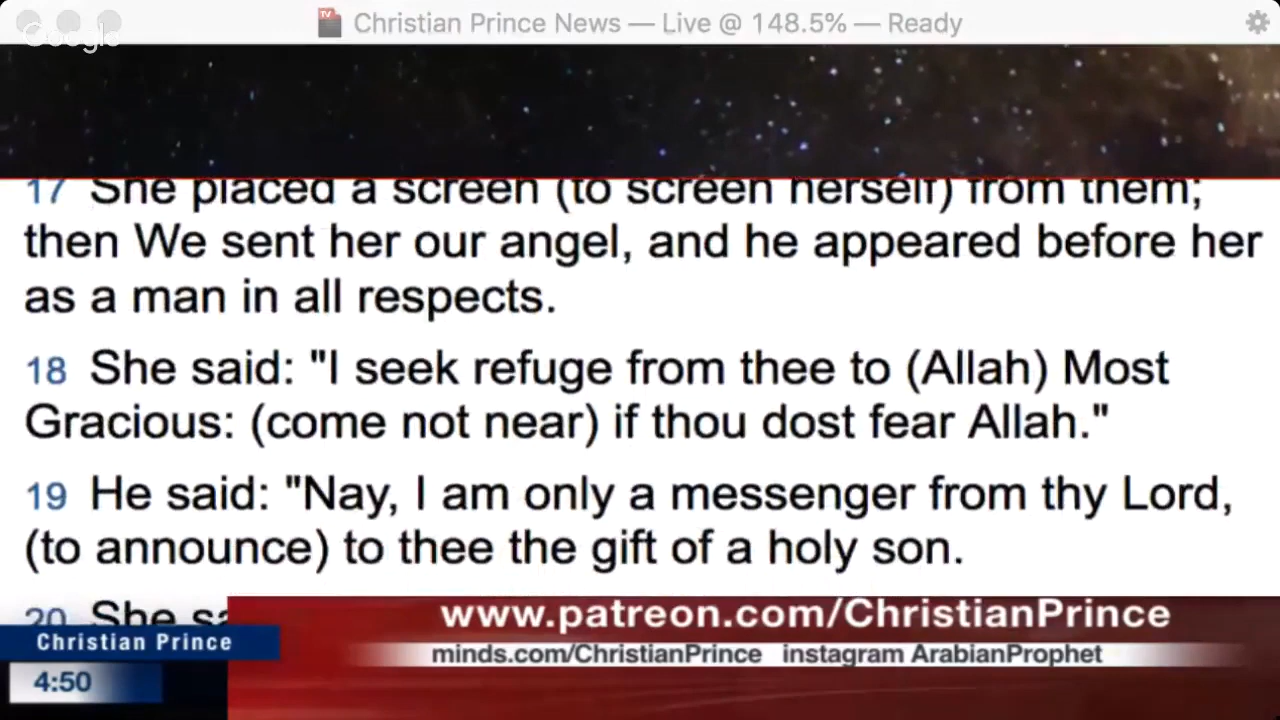 Christian Prince News — Live @ 148.5% — Ready
Google
17 She placed a screen (to screen herself) from them;
then We sent her our angel, and he appeared before her
as a man in all respects.
18 She said: "I seek refuge from thee to (Allah) Most
Gracious: (come not near) if thou dost fear Allah."
19 He said: "Nay, I am only a messenger from thy Lord,
(to announce) to thee the gift of a holy son.
20 She
www.patreon.com/ChristianPrince
Christian Prince
minds.com/ChristianPrince instagram ArabianProphet
4:50